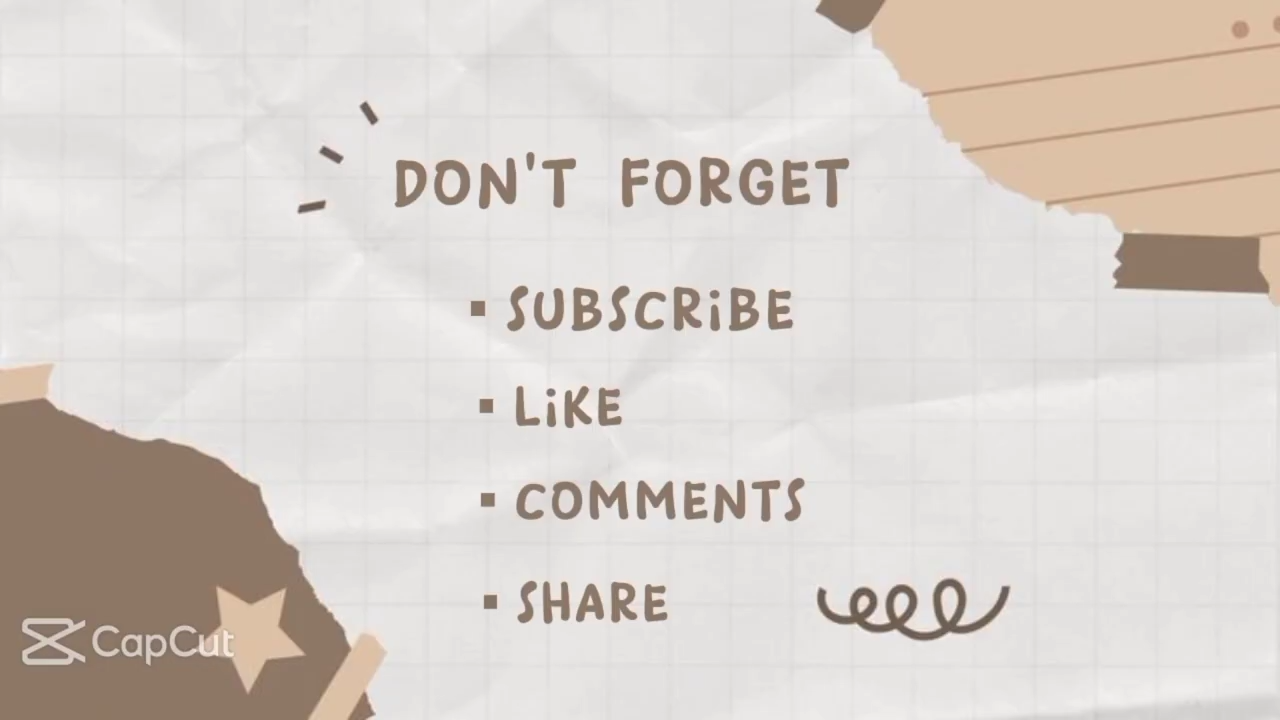 DON'T FORGET
▪ SUBSCRiBE
▪ LiKE
▪ COMMENTS
▪ SHARE
CapCut